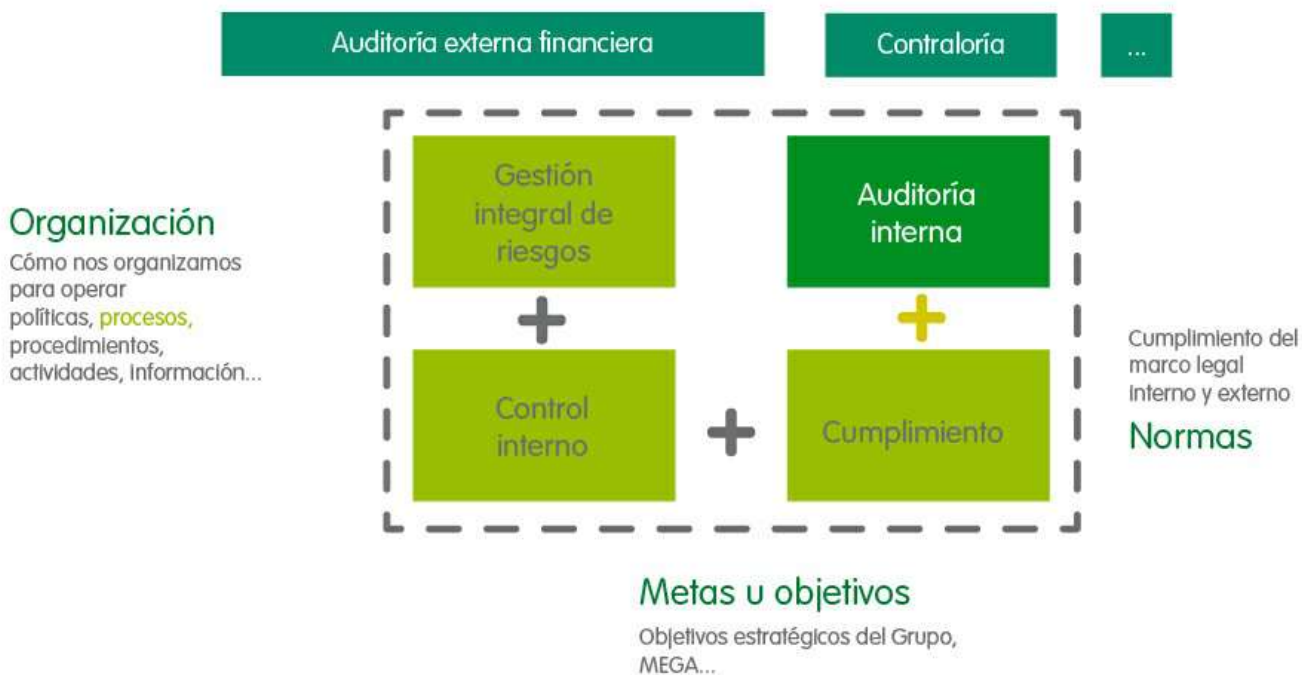 Auditoría externa financiera
Contraloría
...
Gestión
integral de
riesgos
Auditoría
interna
Organización
Cómo nos organizamos
para operar
políticas, procesos,
procedimientos,
actividades, información...
+
+
Control
interno
+
Cumplimiento
Cumplimiento del
marco legal
interno y externo
Normas
Metas u objetivos
Objetivos estratégicos del Grupo,
MEGA...